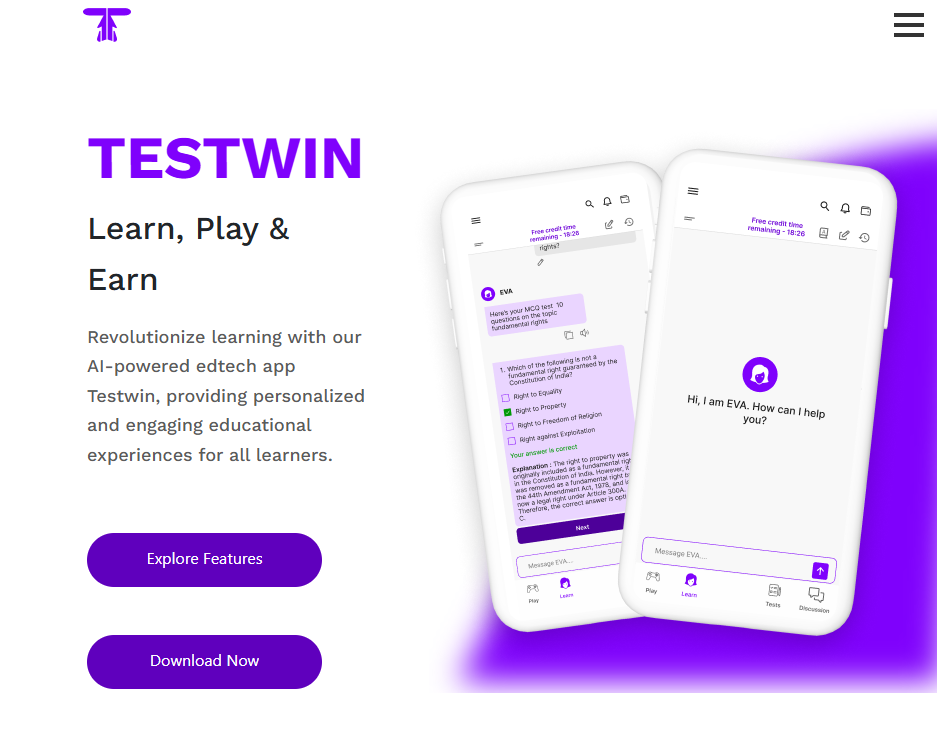 TESTWIN
Learn, Play &
Earn
Revolutionize learning with our
AI-powered edtech app
Testwin, providing personalized
and engaging educational
experiences for all learners.
Explore Features
Download Now
Free credit time
remaining - 18:26
rights?
EVA
Here's your MCQ test 10
questions on the topic
fundamental rights
1. Which of the following is not a
fundamental right guaranteed by the
Constitution of India?
Right to Equality
Right to Property
Right to Freedom of Religion
Right against Exploitation
Your answer is correct
Explanation : The right to property was
originally included as a fundamental righ
in the Constitution of India. However, it
was removed as a fundamental right b
the 44th Amendment Act, 1978, and is
now a legal right under Article 300A.
Therefore, the correct answer is opti
C.
Next
Message EVA....
Play
Learn
Free credit time
remaining - 18:26
Hi, I am EVA. How can I help
you?
Message EVA....
Play
Learn
Tests
Discussion